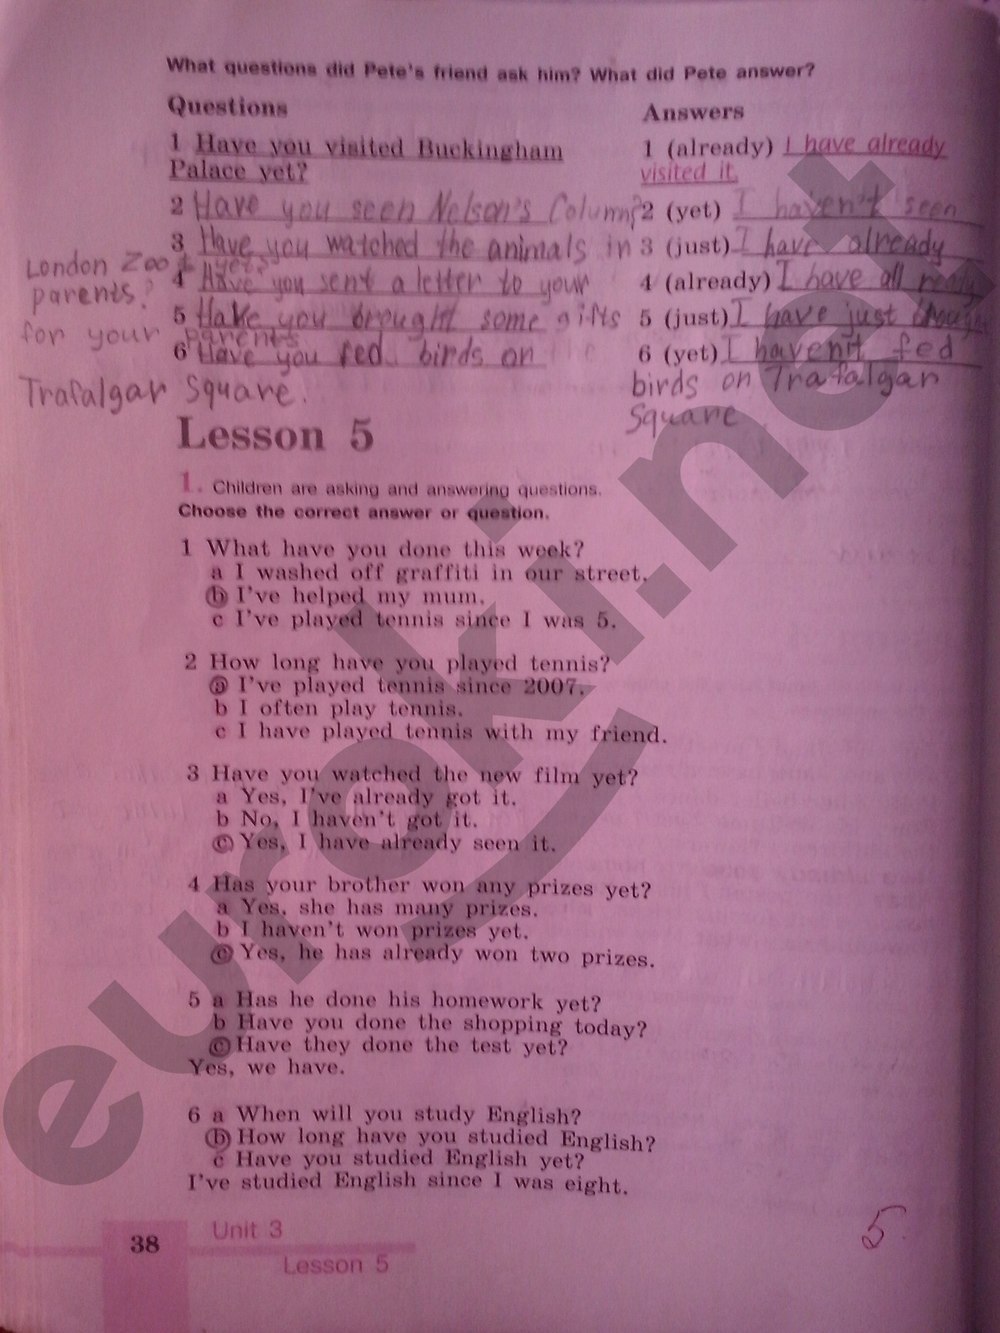 What questions did Pete's friend ask him? What did Pete answer?
Questions
Answers
1 Have you visited Buckingham
Palace yet?
1 (already) I have already
visited it.
2 Have you seen Nelson's Column?
2 (yet) I haven't seen
3 Have you watched the animals in
London Zoo yet?
3 (just) I have already
4 Have you sent a letter to your
parents?
4 (already) I have all ready
5 Have you brought some gifts
for your parents
5 (just) I have just
6 Have you fed birds on the
Trafalgar Square.
6 (yet) I haven't fed
birds on Trafalgar
Square
Lesson 5
1. Children are asking and answering questions.
Choose the correct answer or question.
1 What have you done this week?
a I washed off graffiti in our street.
b I've helped my mum.
c I've played tennis since I was 5.
2 How long have you played tennis?
a I've played tennis since 2007.
b I often play tennis.
c I have played tennis with my friend.
3 Have you watched the new film yet?
a Yes, I've already got it.
b No, I haven't got it.
c Yes, I have already seen it.
4 Has your brother won any prizes yet?
a Yes, she has many prizes.
b I haven't won prizes yet.
c Yes, he has already won two prizes.
5 a Has he done his homework yet?
b Have you done the shopping today?
c Have they done the test yet?
Yes, we have.
6 a When will you study English?
b How long have you studied English?
c Have you studied English yet?
I've studied English since I was eight.
38
Unit 3
Lesson 5
5.
euroki.net